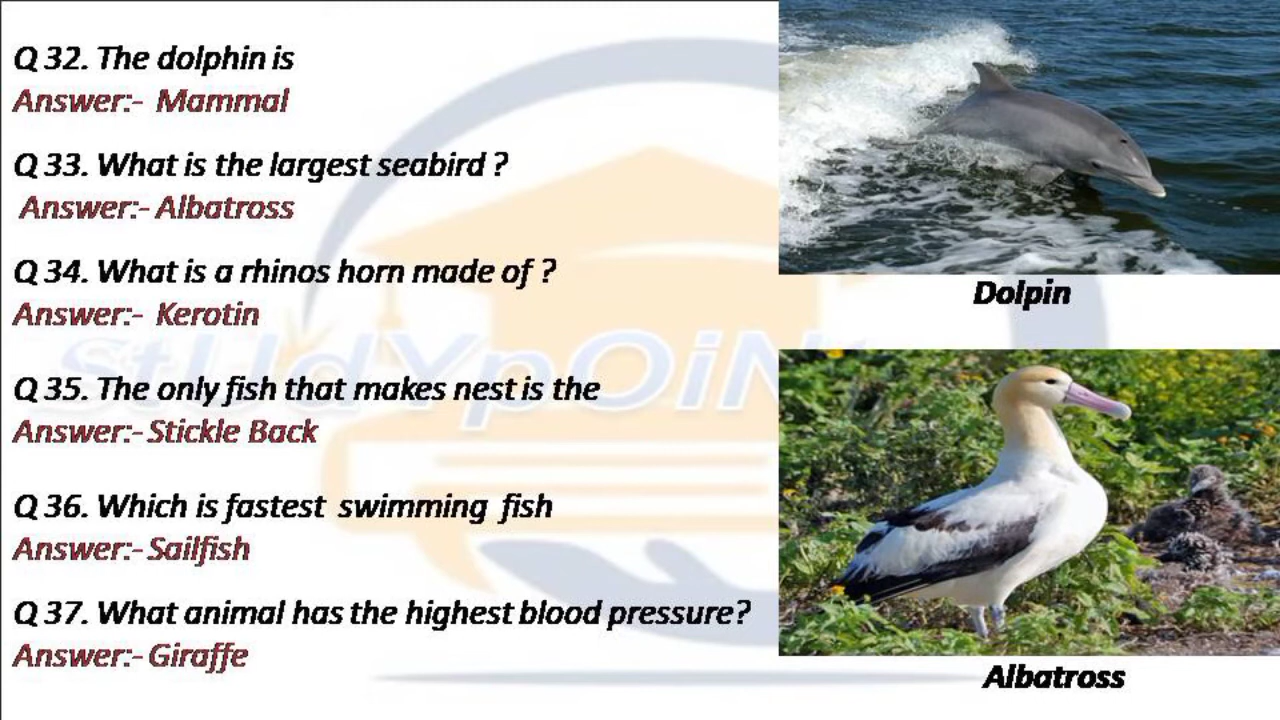 Q 32. The dolphin is
Answer:- Mammal
Q 33. What is the largest seabird ?
Answer:- Albatross
Q 34. What is a rhinos horn made of ?
Answer:- Kerotin
Q 35. The only fish that makes nest is the
Answer:- Stickle Back
Q 36. Which is fastest swimming fish
Answer:- Sailfish
Q 37. What animal has the highest blood pressure?
Answer:- Giraffe
Dolpin
Albatross
StUdYpOiN